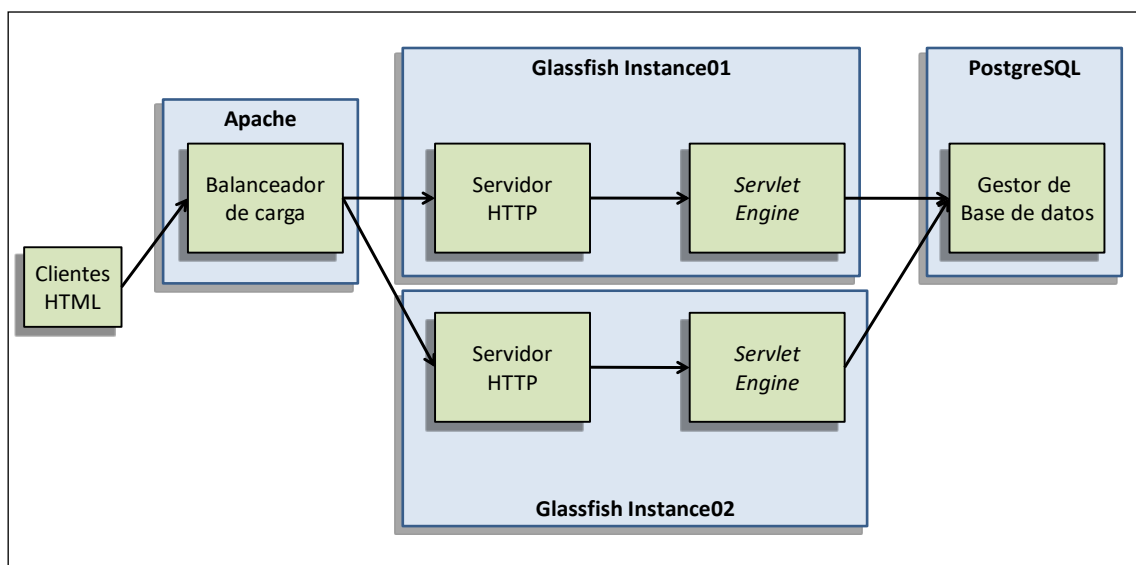 Glassfish Instance01
PostgreSQL
Apache
Balanceador
de carga
Servidor
HTTP
Servlet
Engine
Gestor de
Base de datos
Clientes
HTML
Servidor
HTTP
Servlet
Engine
Glassfish Instance02